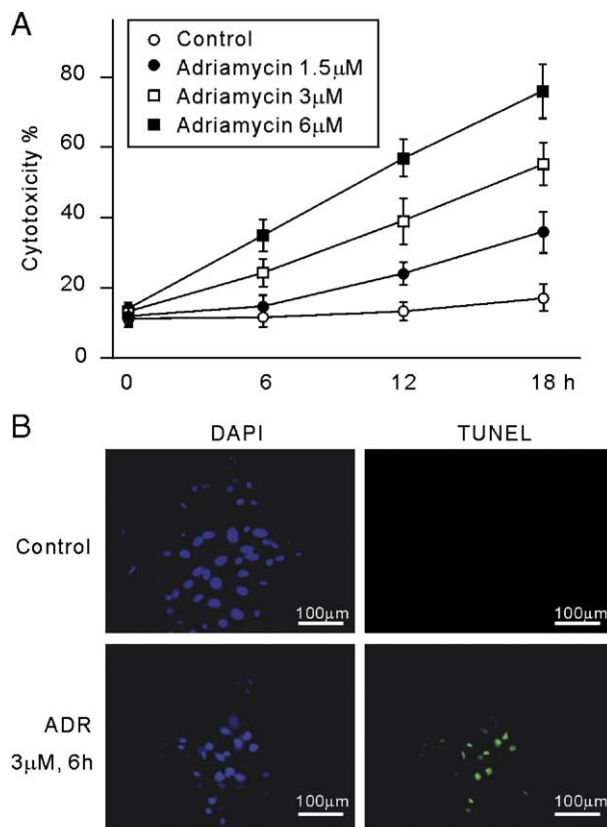 A
Control
Adriamycin 1.5μM
Adriamycin 3μM
Adriamycin 6μM
Cytotoxicity %
80
60
40
20
0
0 6 12 18 h
B
DAPI TUNEL
Control
100μm 100μm
ADR
3μM, 6h
100μm 100μm